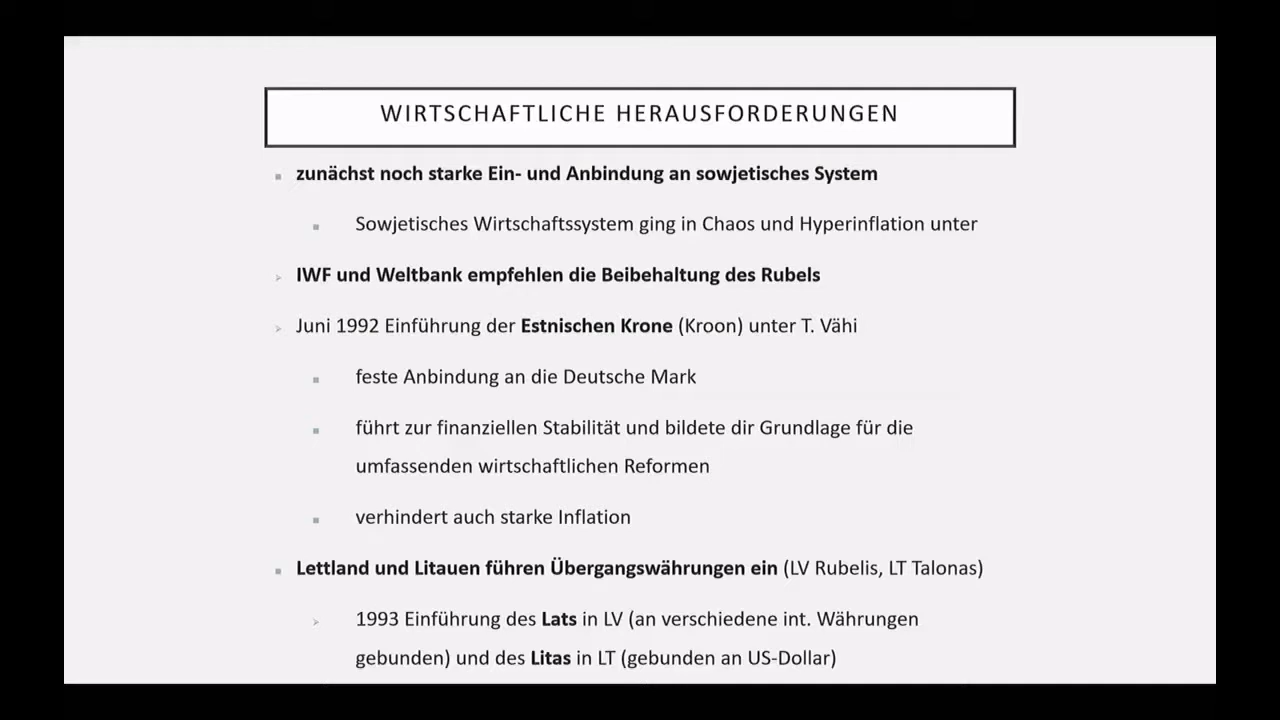 WIRTSCHAFTLICHE HERAUSFORDERUNGEN
zunächst noch starke Ein- und Anbindung an sowjetisches System
Sowjetisches Wirtschaftssystem ging in Chaos und Hyperinflation unter
IWF und Weltbank empfehlen die Beibehaltung des Rubels
Juni 1992 Einführung der Estnischen Krone (Kroon) unter T. Vähi
feste Anbindung an die Deutsche Mark
führt zur finanziellen Stabilität und bildete dir Grundlage für die
umfassenden wirtschaftlichen Reformen
verhindert auch starke Inflation
Lettland und Litauen führen Übergangswährungen ein (LV Rubelis, LT Talonas)
1993 Einführung des Lats in LV (an verschiedene int. Währungen
gebunden) und des Litas in LT (gebunden an US-Dollar)